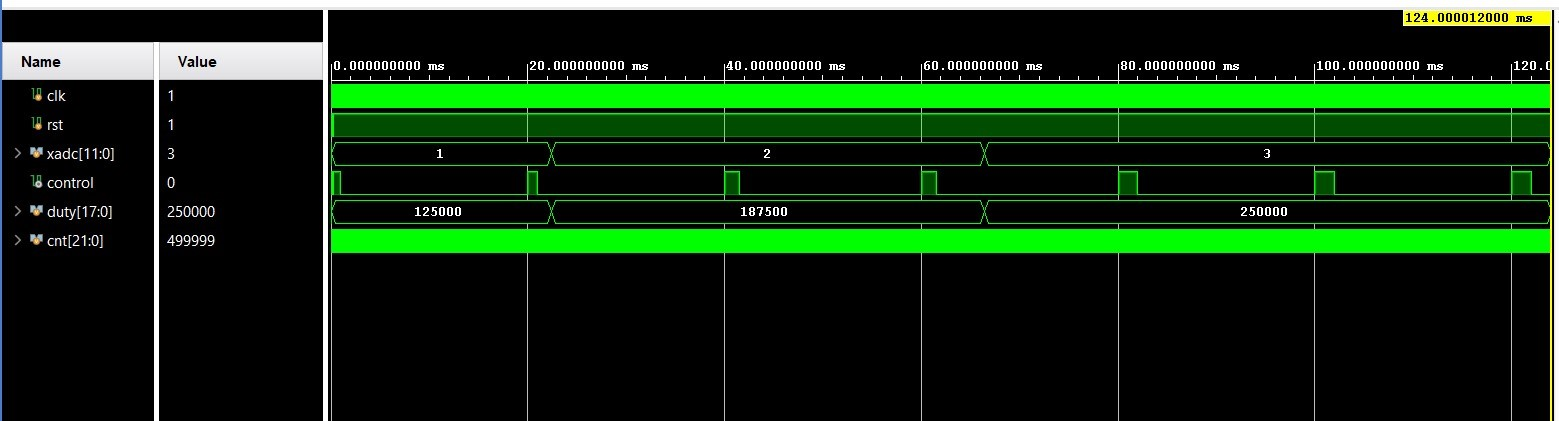 124.000012000 ms
Name Value
0.000000000 ms 20.000000000 ms 40.000000000 ms 60.000000000 ms 80.000000000 ms 100.000000000 ms 120.0
clk 1
rst 1
xadc[11:0] 3 1 2 3
control 0
duty[17:0] 250000 125000 187500 250000
cnt[21:0] 499999